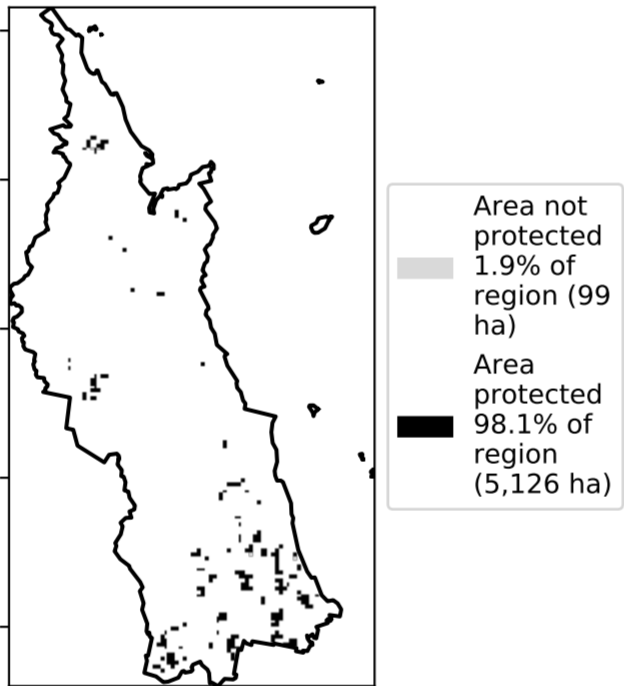 Area not
protected
1.9% of
region (99
ha)
Area
protected
98.1% of
region
(5,126 ha)